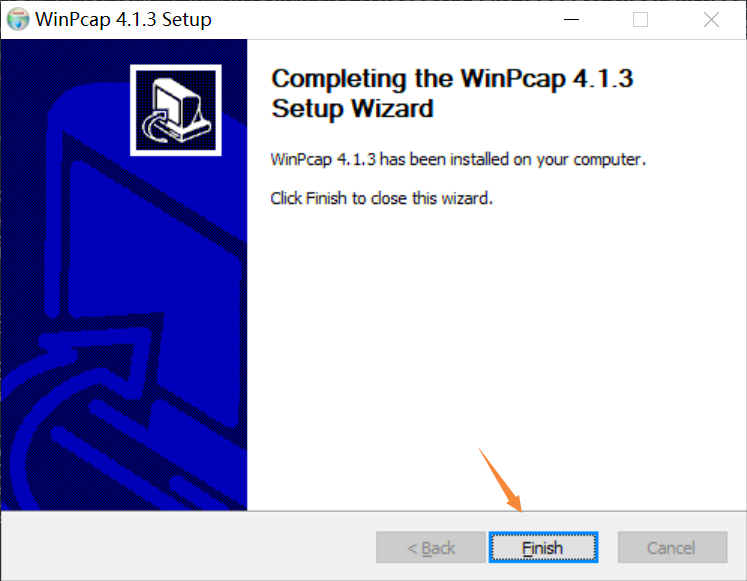 WinPcap 4.1.3 Setup
Completing the WinPcap 4.1.3
Setup Wizard
WinPcap 4.1.3 has been installed on your computer.
Click Finish to close this wizard.
< Back
Finish
Cancel